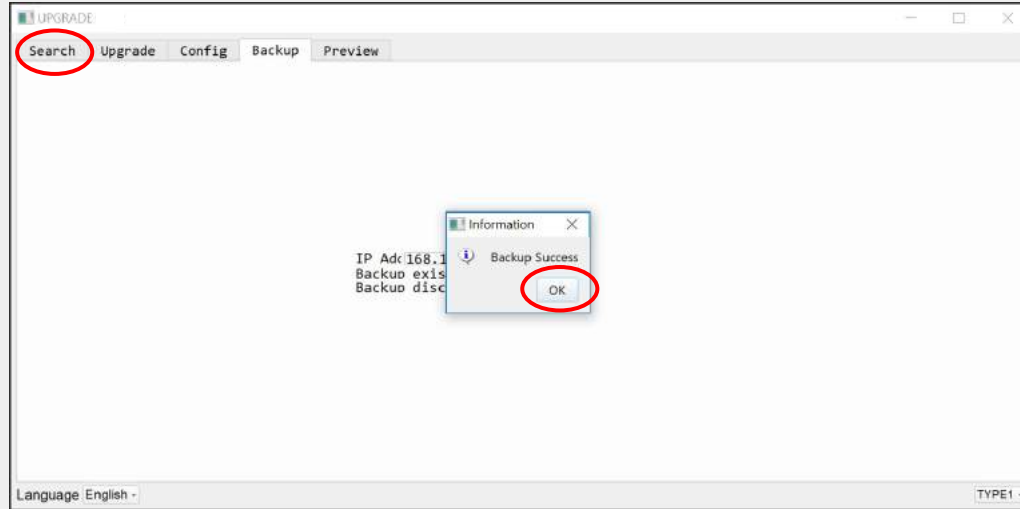 UPGRADE
Search Upgrade Config Backup Preview
Information
IP Adc 168.1 Backup Success
Backup exis
Backup disc OK
Language English
TYPE1